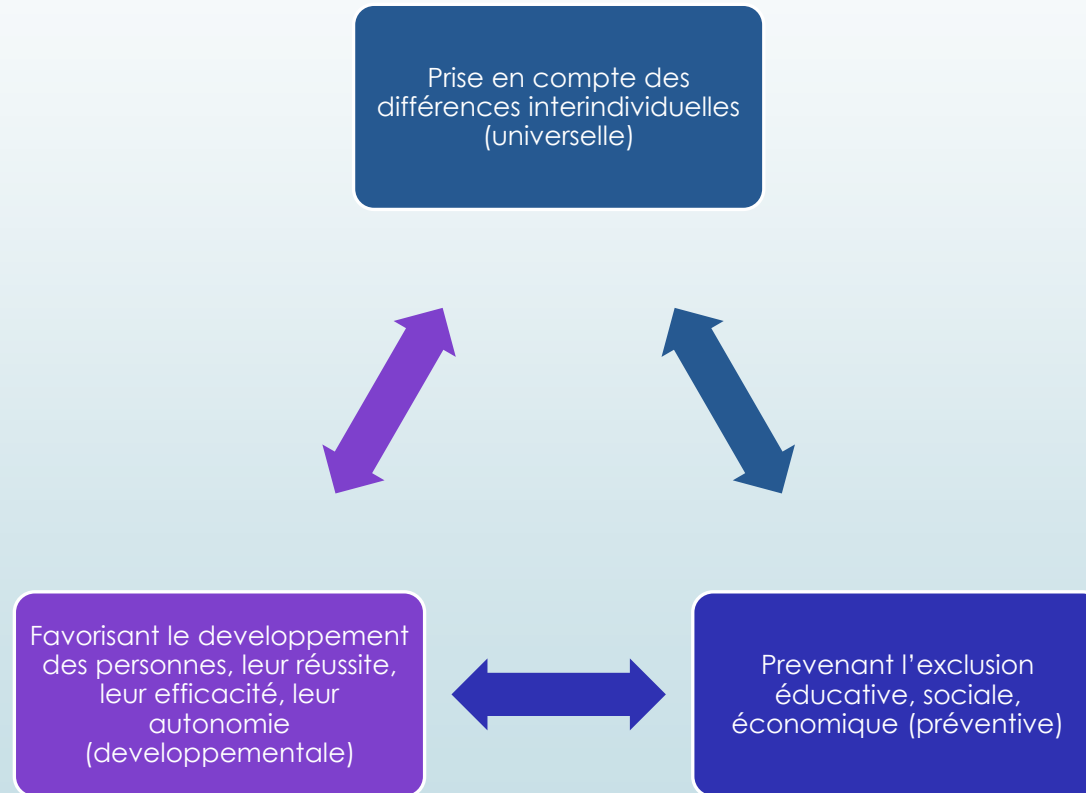 Prise en compte des
différences interindividuelles
(universelle)
Favorisant le developpement
des personnes, leur réussite,
leur efficacité, leur
autonomie
(developpementale)
Prevenant l’exclusion
éducative, sociale,
économique (préventive)